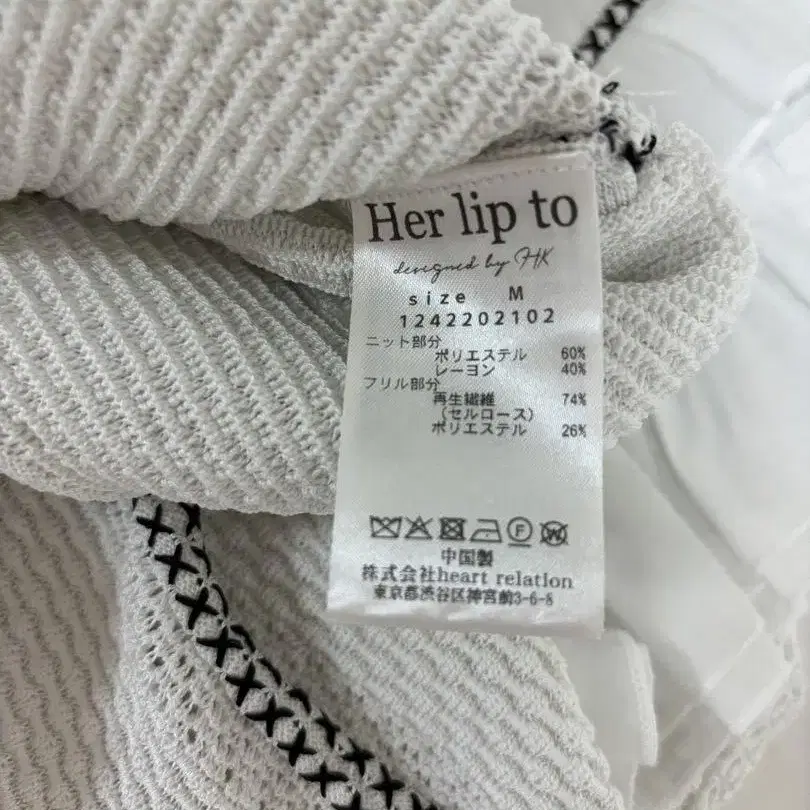 Her lip to
designed by HK
size M
1242202102
ニット部分
ポリエステル 60%
レーヨン 40%
フリル部分
再生繊維 74%
(セルロース)
ポリエステル 26%
F W
中国製
株式会社heart relation
東京都渋谷区神宮前3-6-8